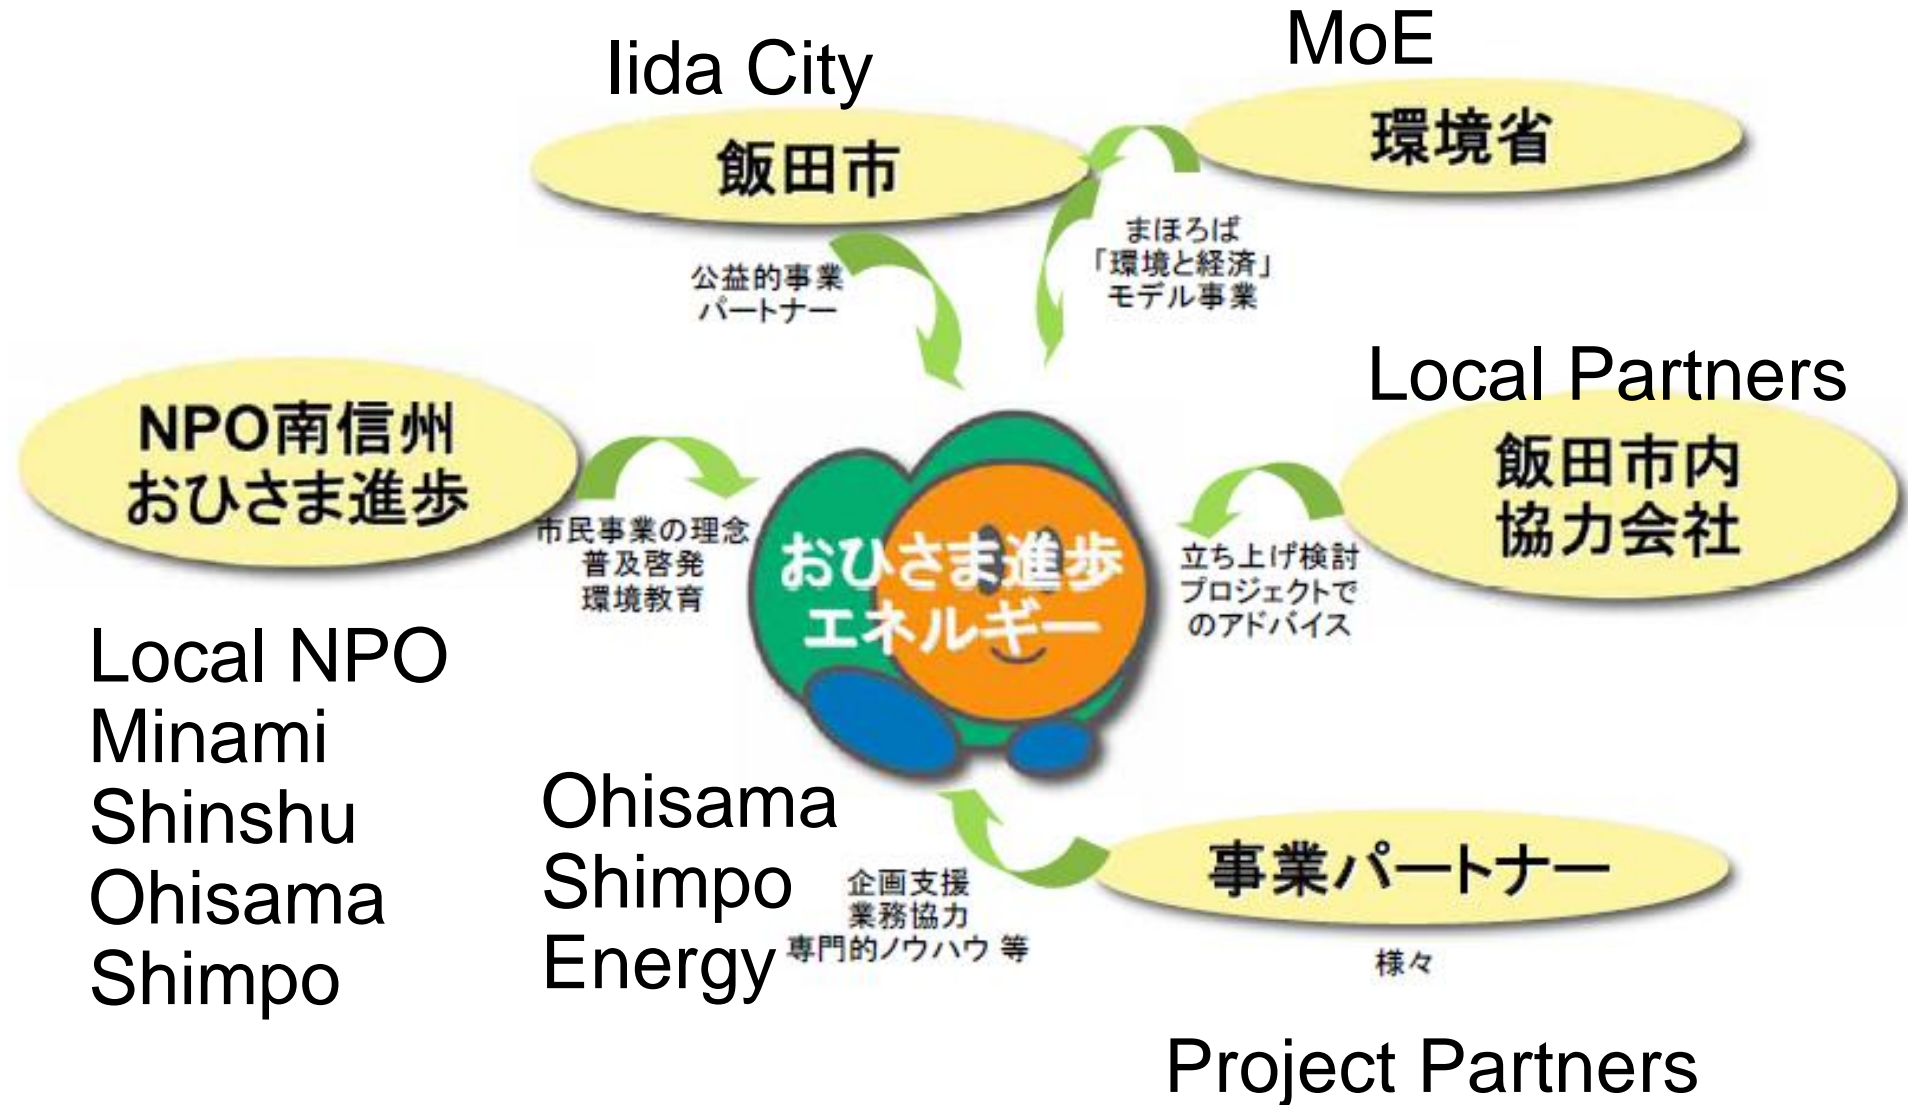 Iida City
MoE
飯田市
環境省
公益的事業
パートナー
まほろば
「環境と経済」
モデル事業
Local Partners
NPO南信州
おひさま進歩
飯田市内
協力会社
市民事業の理念
普及啓発
環境教育
おひさま進歩
エネルギー
立ち上げ検討
プロジェクトで
のアドバイス
Local NPO
Minami
Shinshu
Ohisama
Shimpo
Ohisama
Shimpo
Energy
企画支援
業務協力
専門的ノウハウ 等
事業パートナー
様々
Project Partners